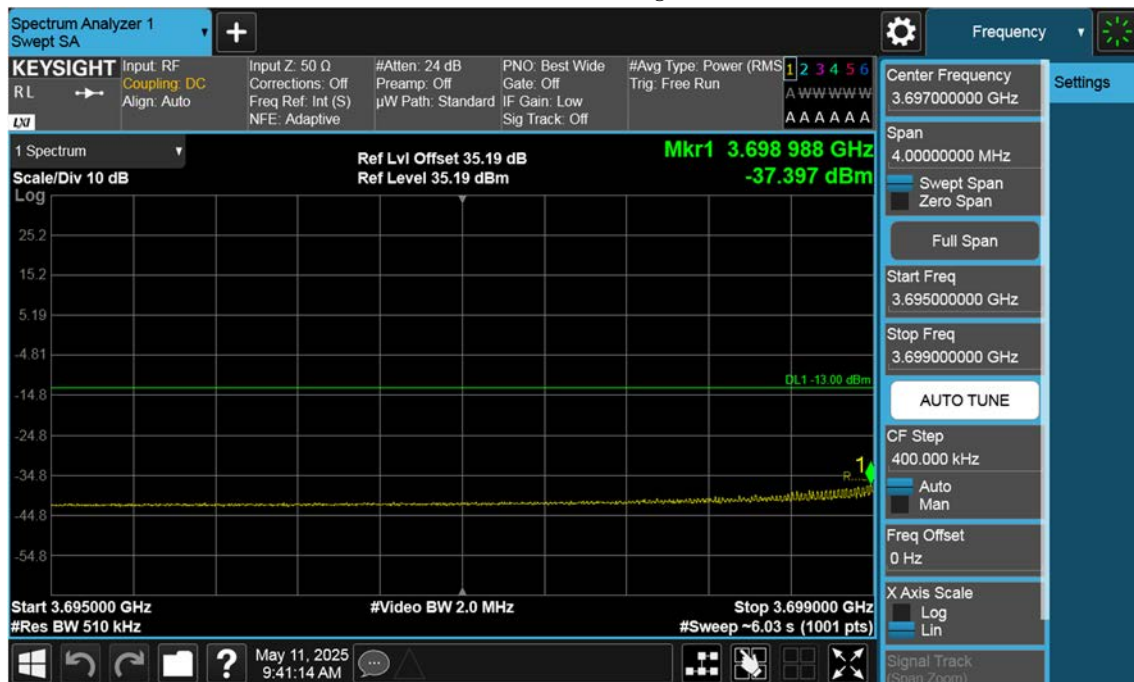 Spectrum Analyzer 1
Swept SA
Frequency
KEYSIGHT
RL
LXI
Input: RF
Coupling: DC
Align: Auto
Input Z: 50 Ω
Corrections: Off
Freq Ref: Int (S)
NFE: Adaptive
#Atten: 24 dB
Preamp: Off
µW Path: Standard
PNO: Best Wide
Gate: Off
IF Gain: Low
Sig Track: Off
#Avg Type: Power (RMS
Trig: Free Run
1 2 3 4 5 6
A W W W W W
A A A A A A
1 Spectrum
Scale/Div 10 dB
Ref Lvl Offset 35.19 dB
Ref Level 35.19 dBm
Mkr1 3.698 988 GHz
-37.397 dBm
Log
25.2
15.2
5.19
-4.81
-14.8
-24.8
-34.8
-44.8
-54.8
DL1 -13.00 dBm
1
R
Start 3.695000 GHz
#Res BW 510 kHz
#Video BW 2.0 MHz
Stop 3.699000 GHz
#Sweep ~6.03 s (1001 pts)
Center Frequency
3.697000000 GHz
Span
4.00000000 MHz
Swept Span
Zero Span
Full Span
Start Freq
3.695000000 GHz
Stop Freq
3.699000000 GHz
AUTO TUNE
CF Step
400.000 kHz
Auto
Man
Freq Offset
0 Hz
X Axis Scale
Log
Lin
Signal Track
(Span Zoom)
Settings
?
May 11, 2025
9:41:14 AM